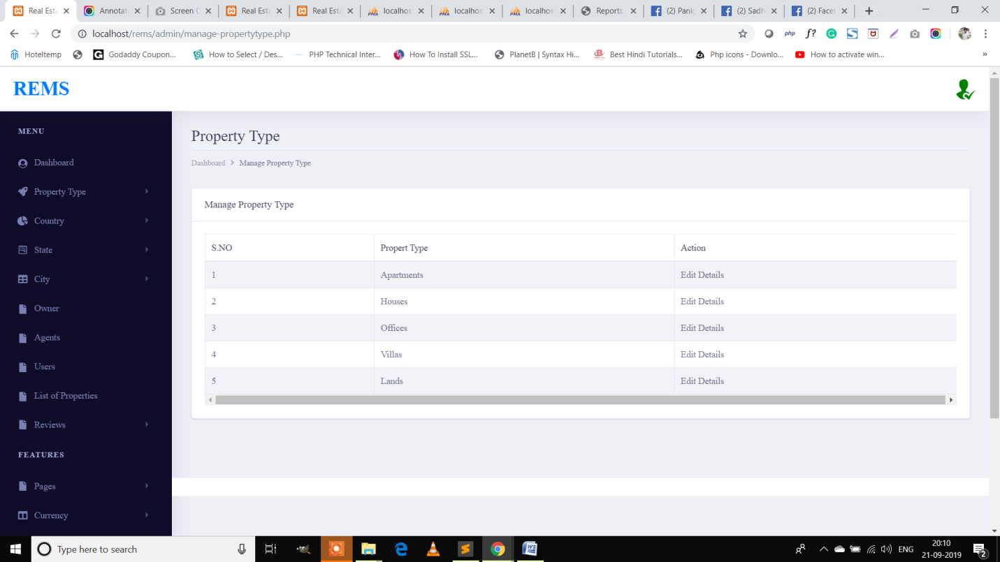 Real Esta
Annotat
Screen C
Real Esta
Real Esta
localhos
localhos
localhos
Reports
(2) Pank
(2) Sadh
(2) Face
localhost/rems/admin/manage-propertytype.php
php
f?
Hoteltemp
Godaddy Coupon...
How to Select / Des...
PHP Technical Inter...
How To Install SSL...
PlanetB | Syntax Hi...
Best Hindi Tutorials...
Php icons - Downlo...
How to activate win...
»
REMS
MENU
Dashboard
Property Type
Country
State
City
Owner
Agents
Users
List of Properties
Reviews
FEATURES
Pages
Currency
Property Type
Dashboard > Manage Property Type
Manage Property Type
S.NO Propert Type Action
1 Apartments Edit Details
2 Houses Edit Details
3 Offices Edit Details
4 Villas Edit Details
5 Lands Edit Details
Type here to search
ENG
20:10
21-09-2019
2